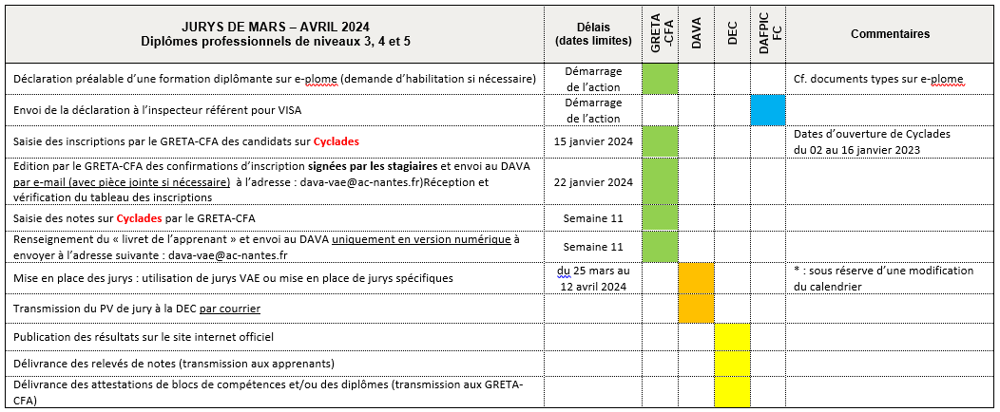 JURYS DE MARS – AVRIL 2024
Diplômes professionnels de niveaux 3, 4 et 5
Délais
(dates limites)
GRETA
-CFA
DAVA
DEC
DAFPIC
FC
Commentaires
Déclaration préalable d’une formation diplômante sur e-plome (demande d’habilitation si nécessaire)
Démarrage
de l’action
Cf. documents types sur e-plome
Envoi de la déclaration à l’inspecteur référent pour VISA
Démarrage
de l’action
Saisie des inscriptions par le GRETA-CFA des candidats sur Cyclades
15 janvier 2024
Dates d’ouverture de Cyclades
du 02 au 16 janvier 2023
Edition par le GRETA-CFA des confirmations d’inscription signées par les stagiaires et envoi au DAVA
par e-mail (avec pièce jointe si nécessaire) à l’adresse : dava-vae@ac-nantes.fr)Réception et
vérification du tableau des inscriptions
22 janvier 2024
Saisie des notes sur Cyclades par le GRETA-CFA
Semaine 11
Renseignement du « livret de l’apprenant » et envoi au DAVA uniquement en version numérique à
envoyer à l’adresse suivante : dava-vae@ac-nantes.fr
Semaine 11
Mise en place des jurys : utilisation de jurys VAE ou mise en place de jurys spécifiques
du 25 mars au
12 avril 2024
* : sous réserve d’une modification
du calendrier
Transmission du PV de jury à la DEC par courrier
Publication des résultats sur le site internet officiel
Délivrance des relevés de notes (transmission aux apprenants)
Délivrance des attestations de blocs de compétences et/ou des diplômes (transmission aux GRETA-
CFA)